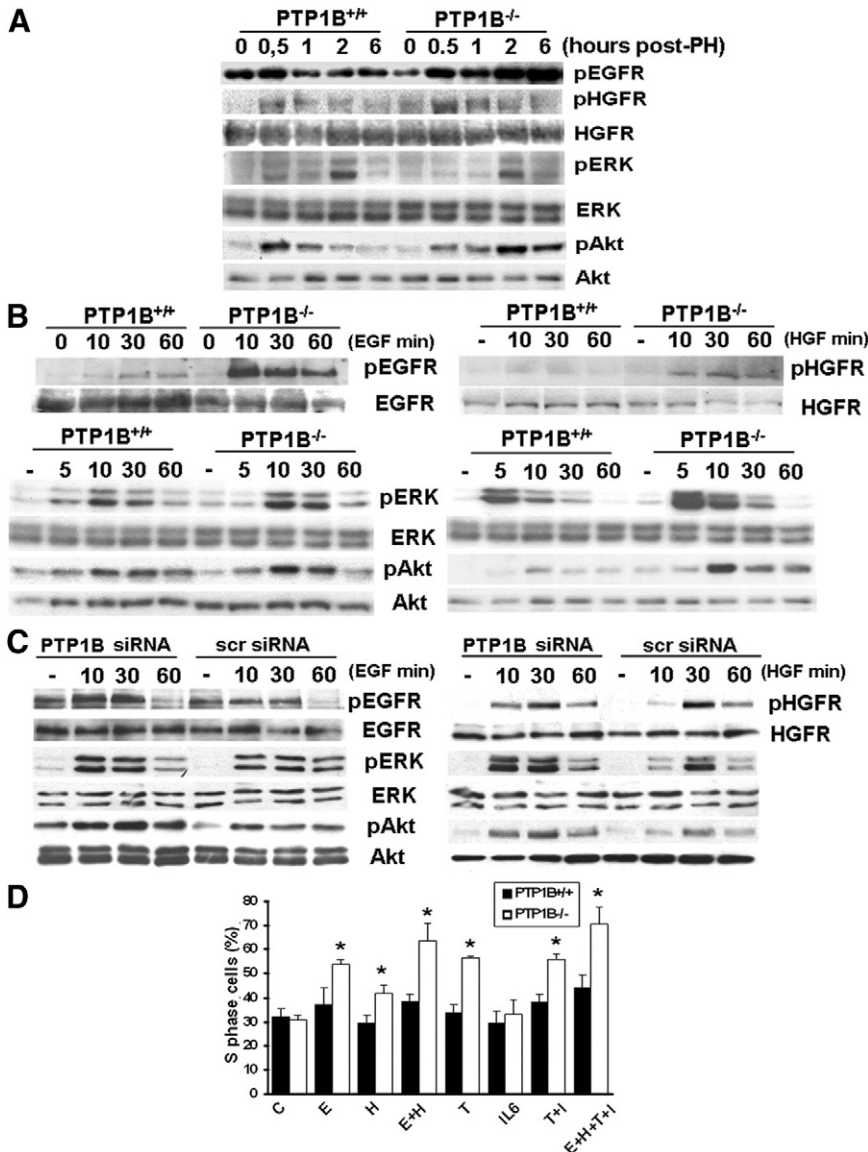 A
PTP1B+/+ PTP1B-/-
0 0,5 1 2 6 0 0.5 1 2 6 (hours post-PH)
pEGFR
pHGFR
HGFR
pERK
ERK
pAkt
Akt
B
PTP1B+/+ PTP1B-/-
0 10 30 60 0 10 30 60 (EGF min)
pEGFR
EGFR
PTP1B+/+ PTP1B-/-
- 10 30 60 - 10 30 60 (HGF min)
pHGFR
HGFR
PTP1B+/+ PTP1B-/-
- 5 10 30 60 - 5 10 30 60
pERK
ERK
pAkt
Akt
PTP1B+/+ PTP1B-/-
- 5 10 30 60 - 5 10 30 60
C
PTP1B siRNA scr siRNA
- 10 30 60 - 10 30 60 (EGF min)
pEGFR
EGFR
pERK
ERK
pAkt
Akt
PTP1B siRNA scr siRNA
- 10 30 60 - 10 30 60 (HGF min)
pHGFR
HGFR
D
S phase cells (%)
80
70
60
50
40
30
20
10
0
PTP1B+/+
PTP1B-/-
* * * * * *
C E H E+H T IL6 T+I E+H+T+I